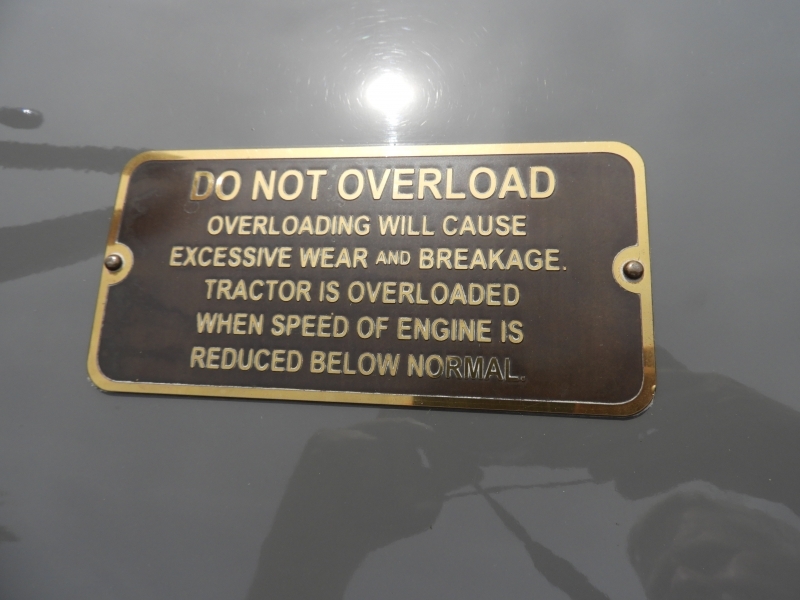 DO NOT OVERLOAD
OVERLOADING WILL CAUSE
EXCESSIVE WEAR AND BREAKAGE.
TRACTOR IS OVERLOADED
WHEN SPEED OF ENGINE IS
REDUCED BELOW NORMAL.